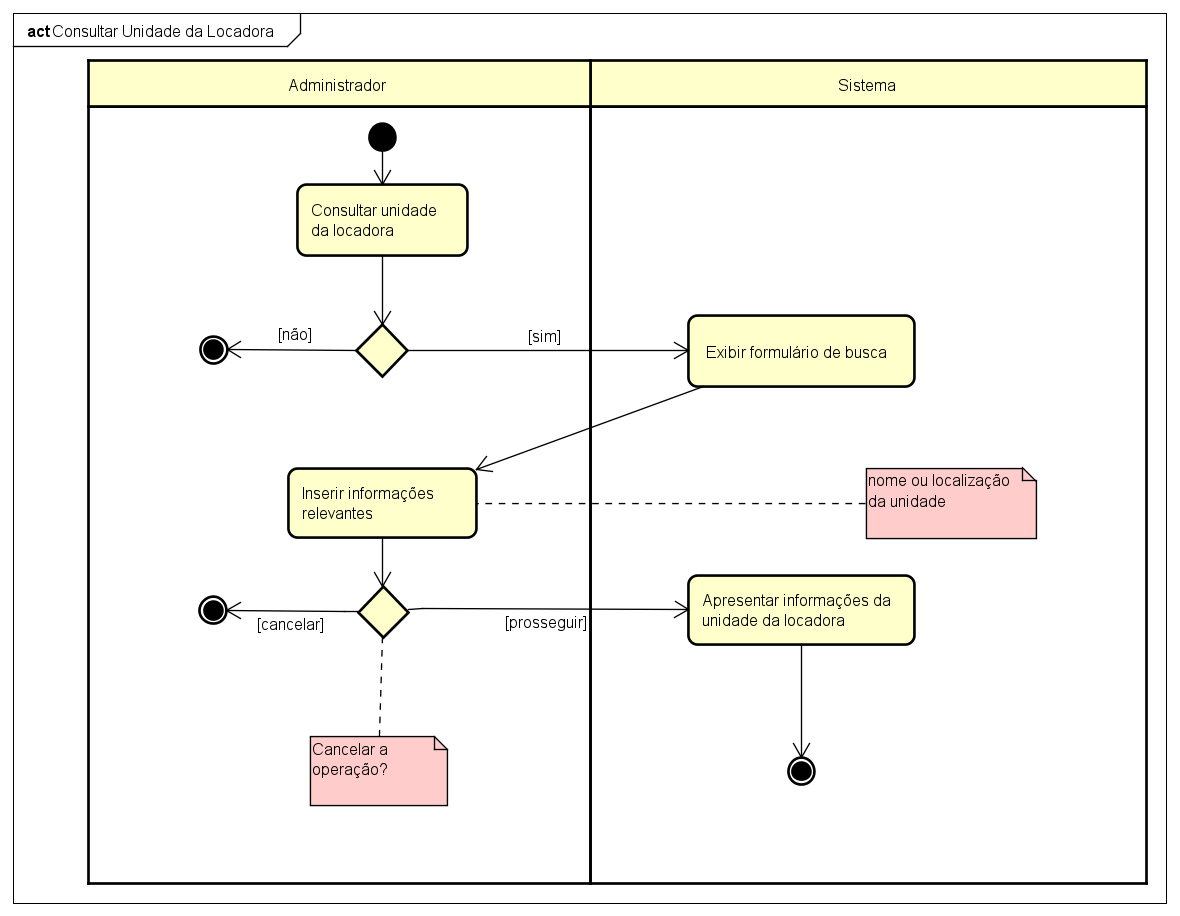 act Consultar Unidade da Locadora
Administrador
Sistema
Consultar unidade
da locadora
[não]
[sim]
Exibir formulário de busca
Inserir informações
relevantes
nome ou localização
da unidade
[cancelar]
[prosseguir]
Apresentar informações da
unidade da locadora
Cancelar a
operação?